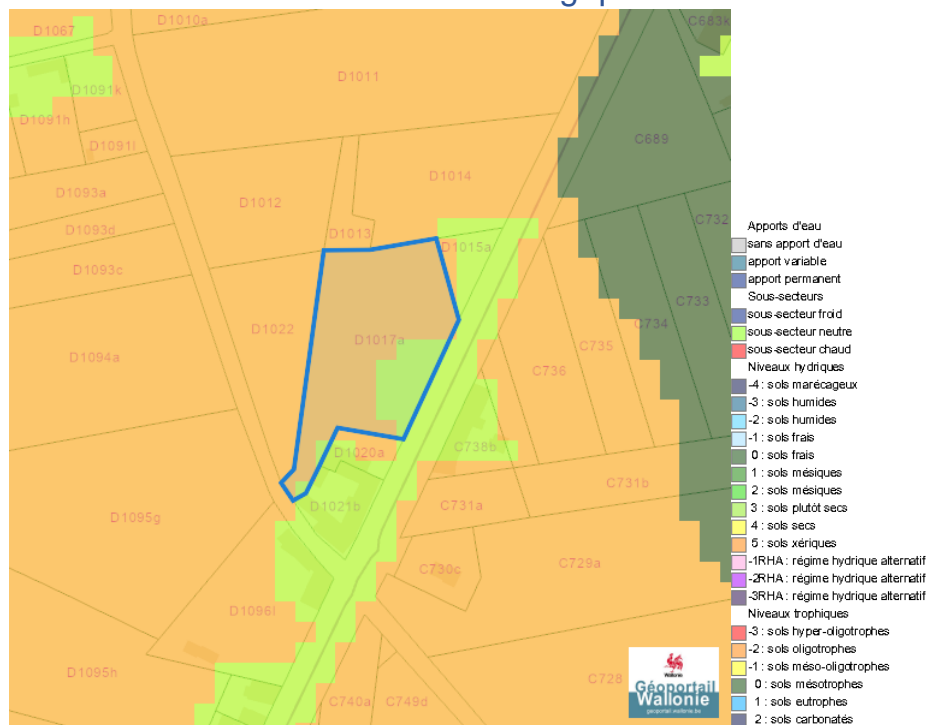 D1067
D1010a
C683k
D1011
D1091k
D1091h
D1091l
C689
D1014
D1093a
D1012
C732
D1093d
D1013
D1015a
D1093c
C733
C734
D1022
D1017a
C735
D1094a
C736
D1020a
C738b
C731b
D1021b
C731a
D1095g
C730c
C729a
D1096l
D1095h
C740a
C749d
C728
Wallonie
Géoportail
Wallonie
geoportail.wallonie.be
Apports d'eau
sans apport d'eau
apport variable
apport permanent
Sous-secteurs
sous-secteur froid
sous-secteur neutre
sous-secteur chaud
Niveaux hydriques
-4 : sols marécageux
-3 : sols humides
-2 : sols humides
-1 : sols frais
0 : sols frais
1 : sols mésiques
2 : sols mésiques
3 : sols plutôt secs
4 : sols secs
5 : sols xériques
-1RHA : régime hydrique alternatif
-2RHA : régime hydrique alternatif
-3RHA : régime hydrique alternatif
Niveaux trophiques
-3 : sols hyper-oligotrophes
-2 : sols oligotrophes
-1 : sols méso-oligotrophes
0 : sols mésotrophes
1 : sols eutrophes
2 : sols carbonatés